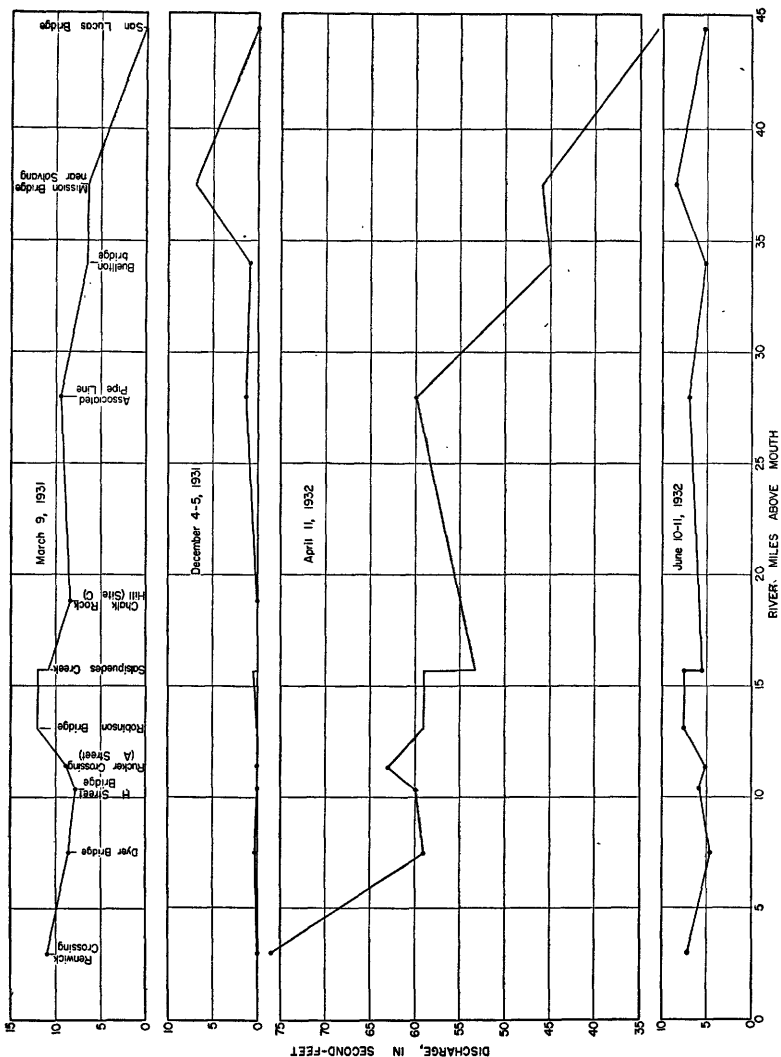 San Lucas Bridge
Mission Bridge
near Solvang
Buellton
bridge
Associated
Pipe Line
Chalk Rock
Hill (Site C)
Salsipuedes Creek
Robinson Bridge
Rucker Crossing
(A Street)
H Street
Bridge
Dyer Bridge
Renwick
Crossing
March 9, 1931
December 4-5, 1931
April 11, 1932
June 10-11, 1932
15
10
5
0
10
5
0
75
70
65
60
55
50
45
40
35
10
5
0
0
5
10
15
20
25
30
35
40
45
DISCHARGE, IN SECOND-FEET
RIVER MILES ABOVE MOUTH